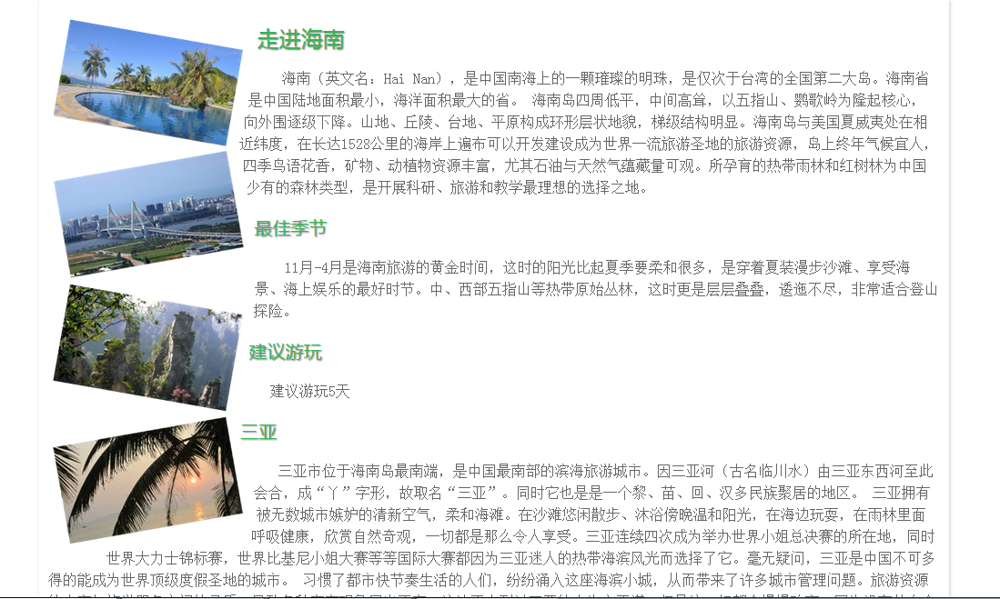 走进海南
海南（英文名：Hai Nan），是中国南海上的一颗璀璨的明珠，是仅次于台湾的全国第二大岛。海南省
是中国陆地面积最小，海洋面积最大的省。 海南岛四周低平，中间高耸，以五指山、鹦歌岭为隆起核心，
向外围逐级下降。山地、丘陵、台地、平原构成环形层状地貌，梯级结构明显。海南岛与美国夏威夷处在相
近纬度，在长达1528公里的海岸上遍布可以开发建设成为世界一流旅游圣地的旅游资源，岛上终年气候宜人，
四季鸟语花香，矿物、动植物资源丰富，尤其石油与天然气蕴藏量可观。所孕育的热带雨林和红树林为中国
少有的森林类型，是开展科研、旅游和教学最理想的选择之地。
最佳季节
11月-4月是海南旅游的黄金时间，这时的阳光比起夏季要柔和很多，是穿着夏装漫步沙滩、享受海
景、海上娱乐的最好时节。中、西部五指山等热带原始丛林，这时更是层层叠叠，逶迤不尽，非常适合登山
探险。
建议游玩
建议游玩5天
三亚
三亚市位于海南岛最南端，是中国最南部的滨海旅游城市。因三亚河（古名临川水）由三亚东西河至此
会合，成“丫”字形，故取名“三亚”。同时它也是是一个黎、苗、回、汉多民族聚居的地区。 三亚拥有
被无数城市嫉妒的清新空气，柔和海滩。在沙滩悠闲散步、沐浴傍晚温和阳光，在海边玩耍，在雨林里面
呼吸健康，欣赏自然奇观，一切都是那么令人享受。三亚连续四次成为举办世界小姐总决赛的所在地，同时
世界大力士锦标赛，世界比基尼小姐大赛等等国际大赛都因为三亚迷人的热带海滨风光而选择了它。毫无疑问，三亚是中国不可多
得的能成为世界顶级度假圣地的城市。 习惯了都市快节奏生活的人们，纷纷涌入这座海滨小城，从而带来了许多城市管理问题。旅游资源